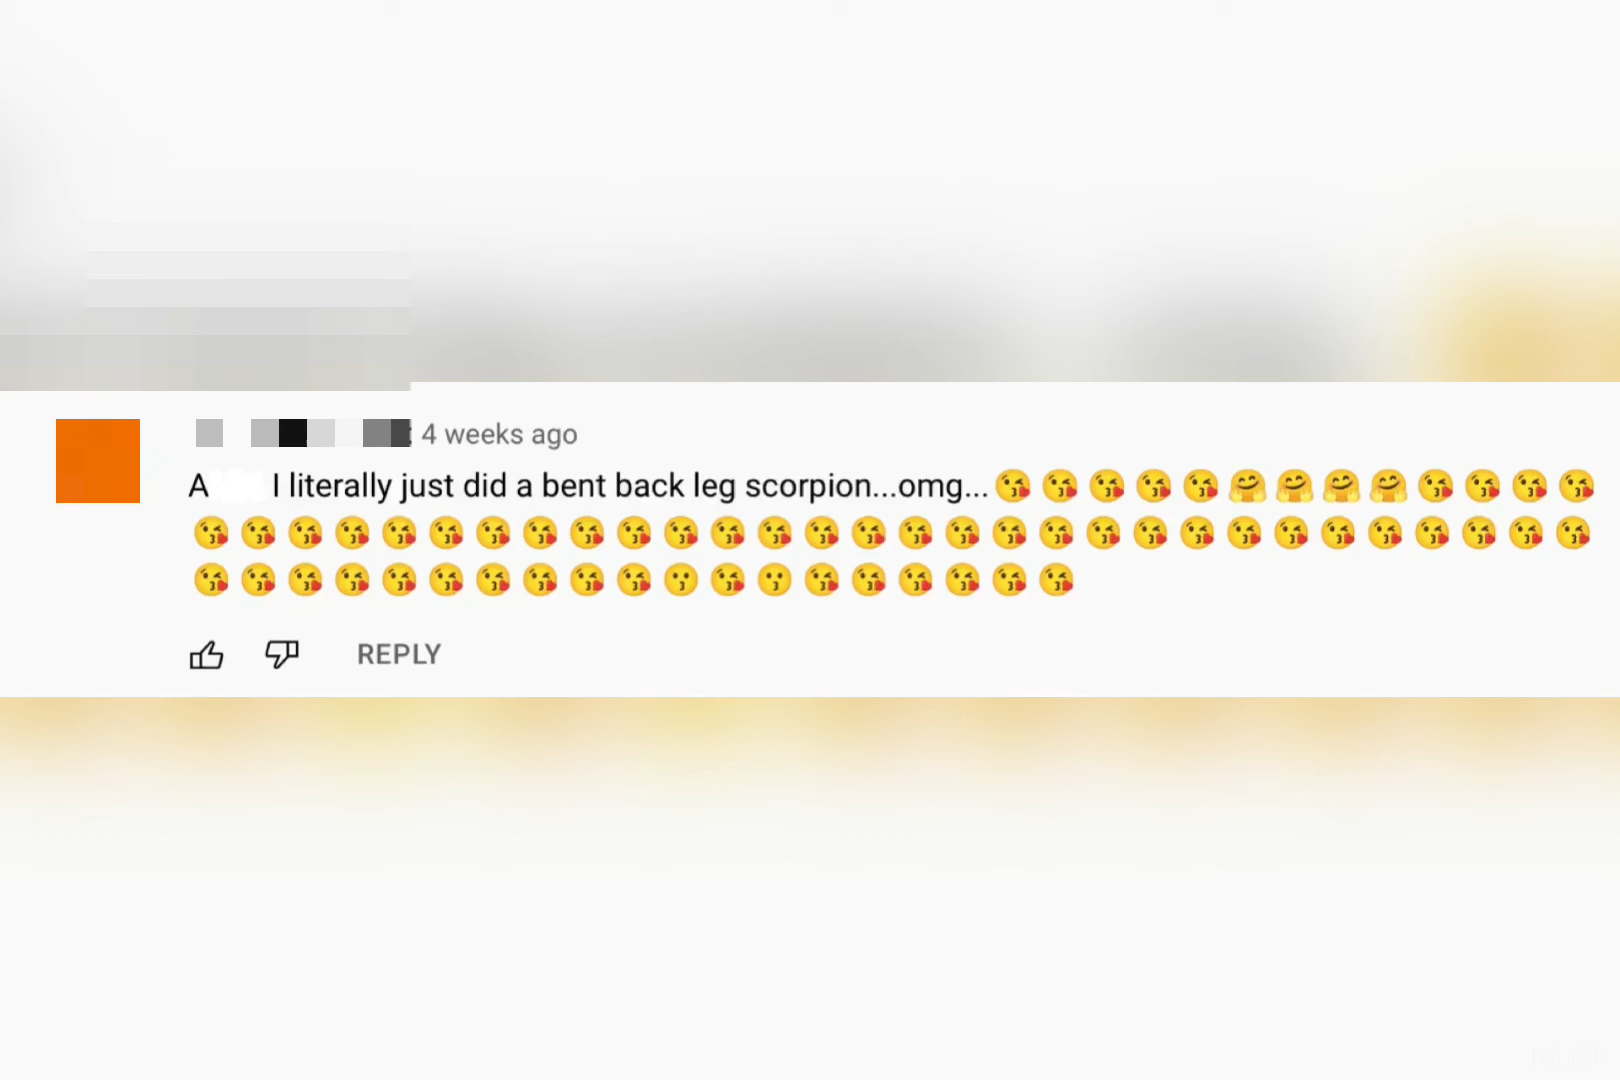 4 weeks ago
A I literally just did a bent back leg scorpion...omg...😘😘😘😘😘🤗🤗🤗🤗😘😘😘😘
😘😘😘😘😘😘😘😘😘😘😘😘😘😘😘😘😘😘😘😘😘😘😘😘😘😘😘😘😘😘
😘😘😘😘😘😘😘😘😘😘😗😘😗😘😘😘😘😘😘
REPLY